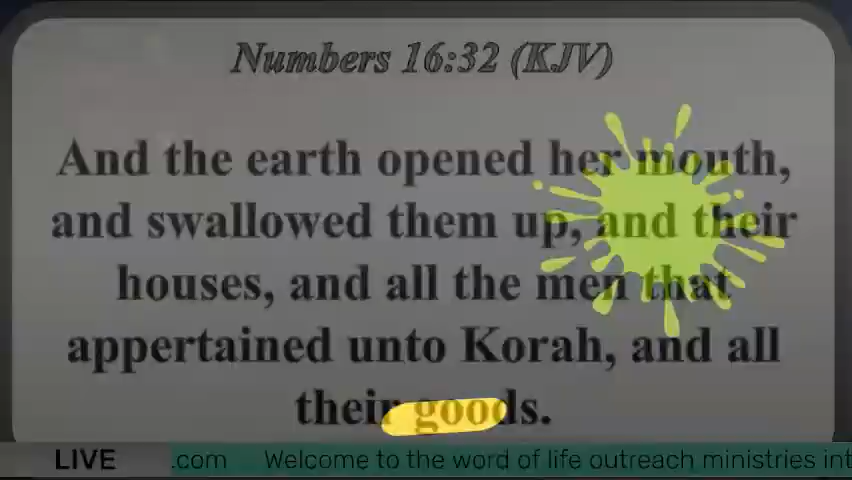 Numbers 16:32 (KJV)
And the earth opened her mouth,
and swallowed them up, and their
houses, and all the men that
appertained unto Korah, and all
their goods.
LIVE .com Welcome to the word of life outreach ministries int